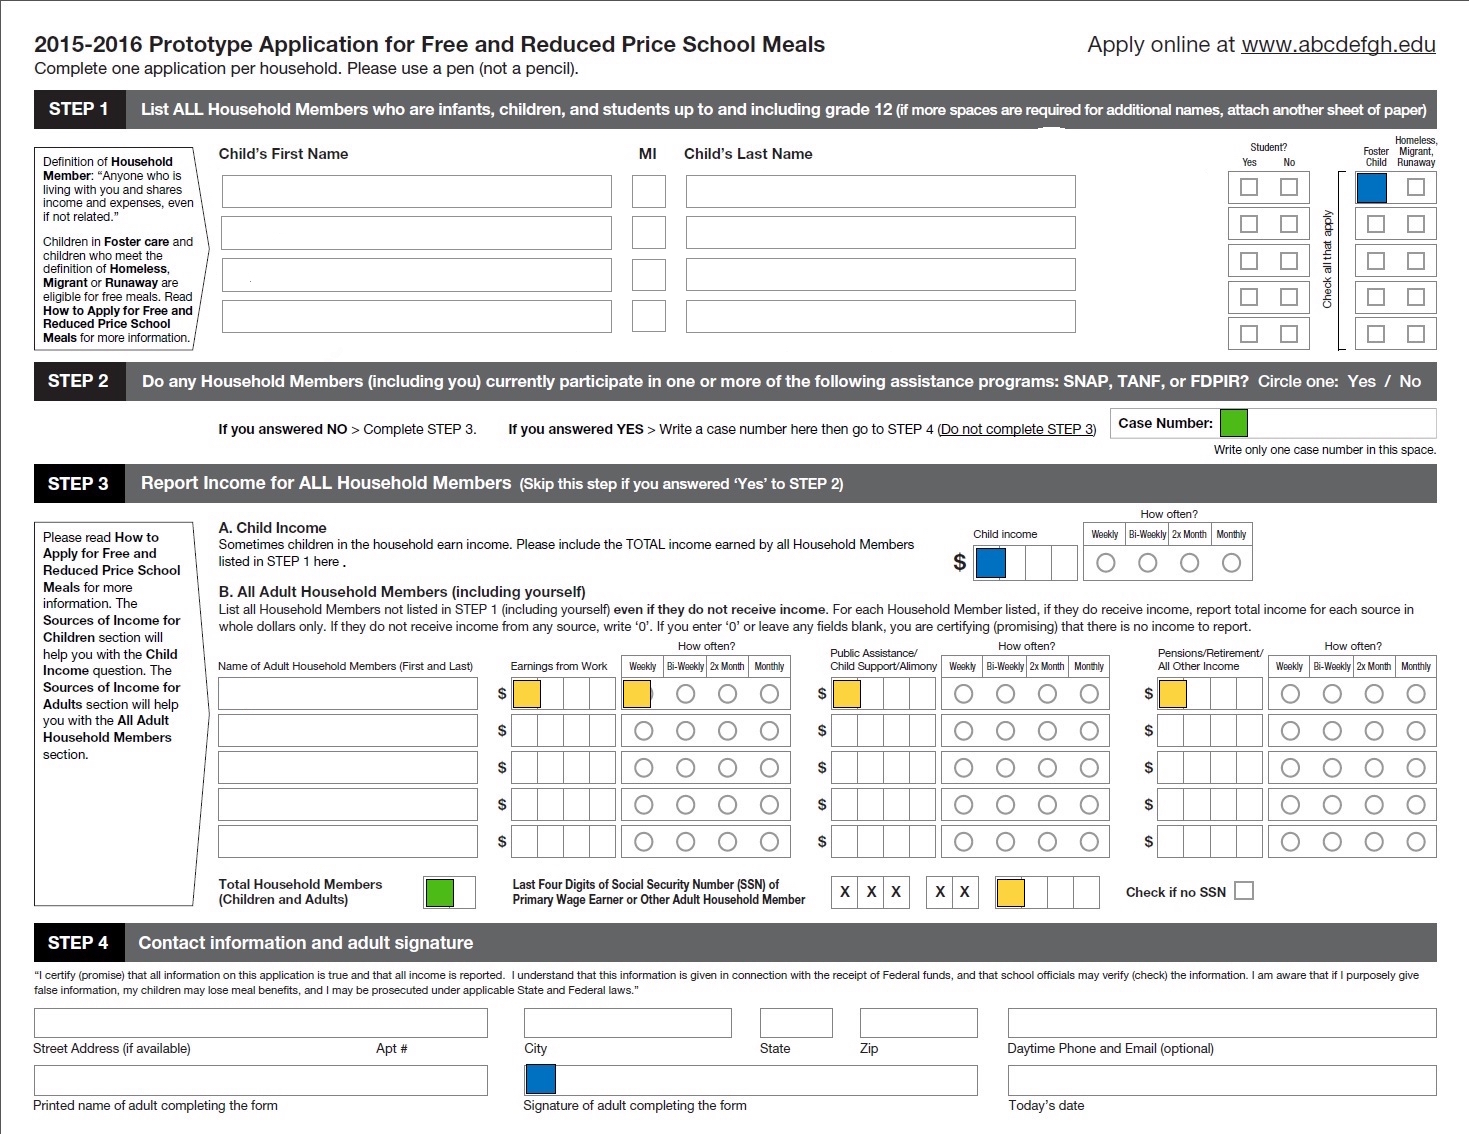 2015-2016 Prototype Application for Free and Reduced Price School Meals
Apply online at www.abcdefgh.edu
Complete one application per household. Please use a pen (not a pencil).
STEP 1 List ALL Household Members who are infants, children, and students up to and including grade 12 (if more spaces are required for additional names, attach another sheet of paper)
Definition of Household
Member: “Anyone who is
living with you and shares
income and expenses, even
if not related.”
Children in Foster care and
children who meet the
definition of Homeless,
Migrant or Runaway are
eligible for free meals. Read
How to Apply for Free and
Reduced Price School
Meals for more information.
Child’s First Name MI Child’s Last Name
Student?
Yes No
Foster
Child
Homeless,
Migrant,
Runaway
Check all that apply
STEP 2 Do any Household Members (including you) currently participate in one or more of the following assistance programs: SNAP, TANF, or FDPIR? Circle one: Yes / No
If you answered NO > Complete STEP 3. If you answered YES > Write a case number here then go to STEP 4 (Do not complete STEP 3)
Case Number:
Write only one case number in this space.
STEP 3 Report Income for ALL Household Members (Skip this step if you answered ‘Yes’ to STEP 2)
Please read How to
Apply for Free and
Reduced Price School
Meals for more
information. The
Sources of Income for
Children section will
help you with the Child
Income question. The
Sources of Income for
Adults section will help
you with the All Adult
Household Members
section.
A. Child Income
Sometimes children in the household earn income. Please include the TOTAL income earned by all Household Members
listed in STEP 1 here .
Child income
$
How often?
Weekly Bi-Weekly 2x Month Monthly
B. All Adult Household Members (including yourself)
List all Household Members not listed in STEP 1 (including yourself) even if they do not receive income. For each Household Member listed, if they do receive income, report total income for each source in
whole dollars only. If they do not receive income from any source, write ‘0’. If you enter ‘0’ or leave any fields blank, you are certifying (promising) that there is no income to report.
Name of Adult Household Members (First and Last)
Earnings from Work
How often?
Weekly Bi-Weekly 2x Month Monthly
Public Assistance/
Child Support/Alimony
How often?
Weekly Bi-Weekly 2x Month Monthly
Pensions/Retirement/
All Other Income
How often?
Weekly Bi-Weekly 2x Month Monthly
$ $ $
$ $ $
$ $ $
$ $ $
$ $ $
Total Household Members
(Children and Adults)
Last Four Digits of Social Security Number (SSN) of
Primary Wage Earner or Other Adult Household Member
X X X X X
Check if no SSN
STEP 4 Contact information and adult signature
“I certify (promise) that all information on this application is true and that all income is reported. I understand that this information is given in connection with the receipt of Federal funds, and that school officials may verify (check) the information. I am aware that if I purposely give
false information, my children may lose meal benefits, and I may be prosecuted under applicable State and Federal laws.”
Street Address (if available) Apt # City State Zip Daytime Phone and Email (optional)
Printed name of adult completing the form Signature of adult completing the form Today’s date